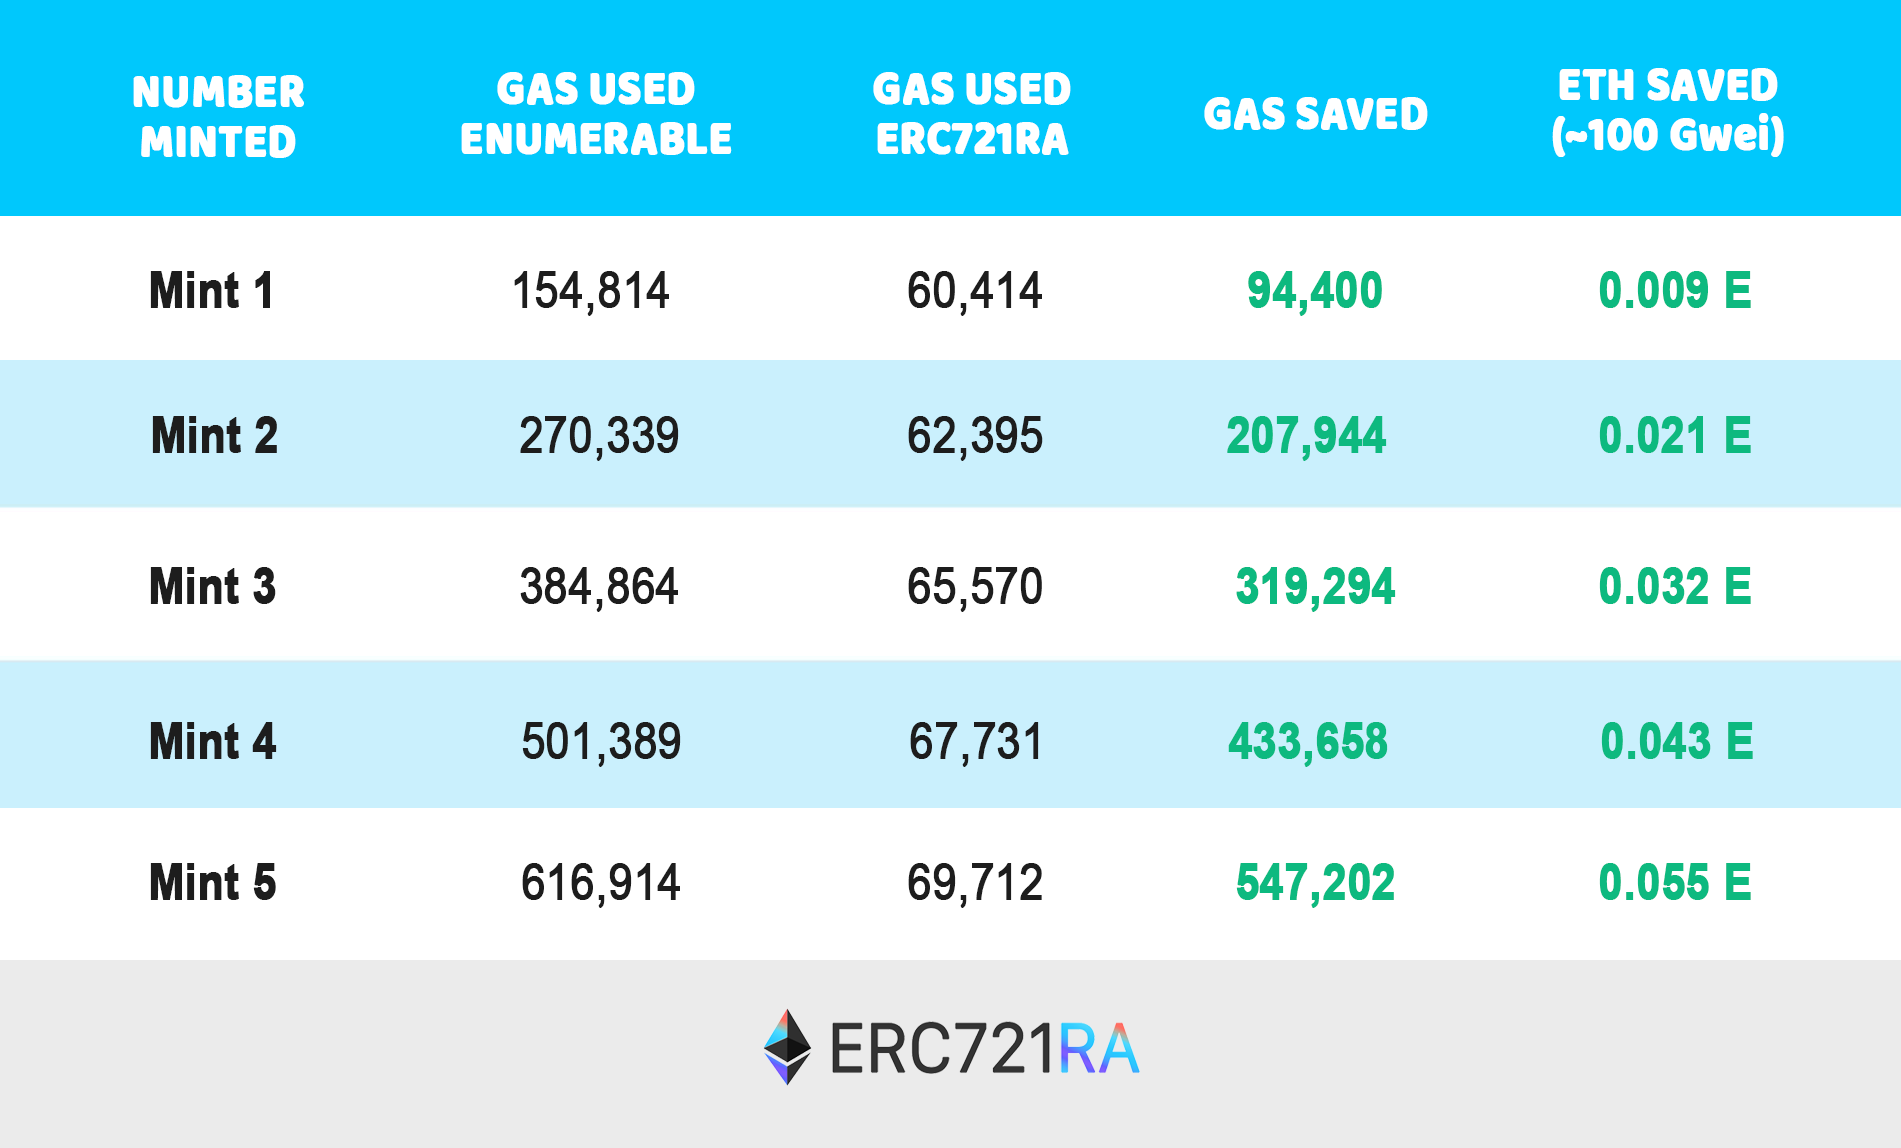 NUMBER MINTED
GAS USED ENUMERABLE
GAS USED ERC721RA
GAS SAVED
ETH SAVED (~100 Gwei)
Mint 1 154,814 60,414 94,400 0.009 E
Mint 2 270,339 62,395 207,944 0.021 E
Mint 3 384,864 65,570 319,294 0.032 E
Mint 4 501,389 67,731 433,658 0.043 E
Mint 5 616,914 69,712 547,202 0.055 E
ERC721RA